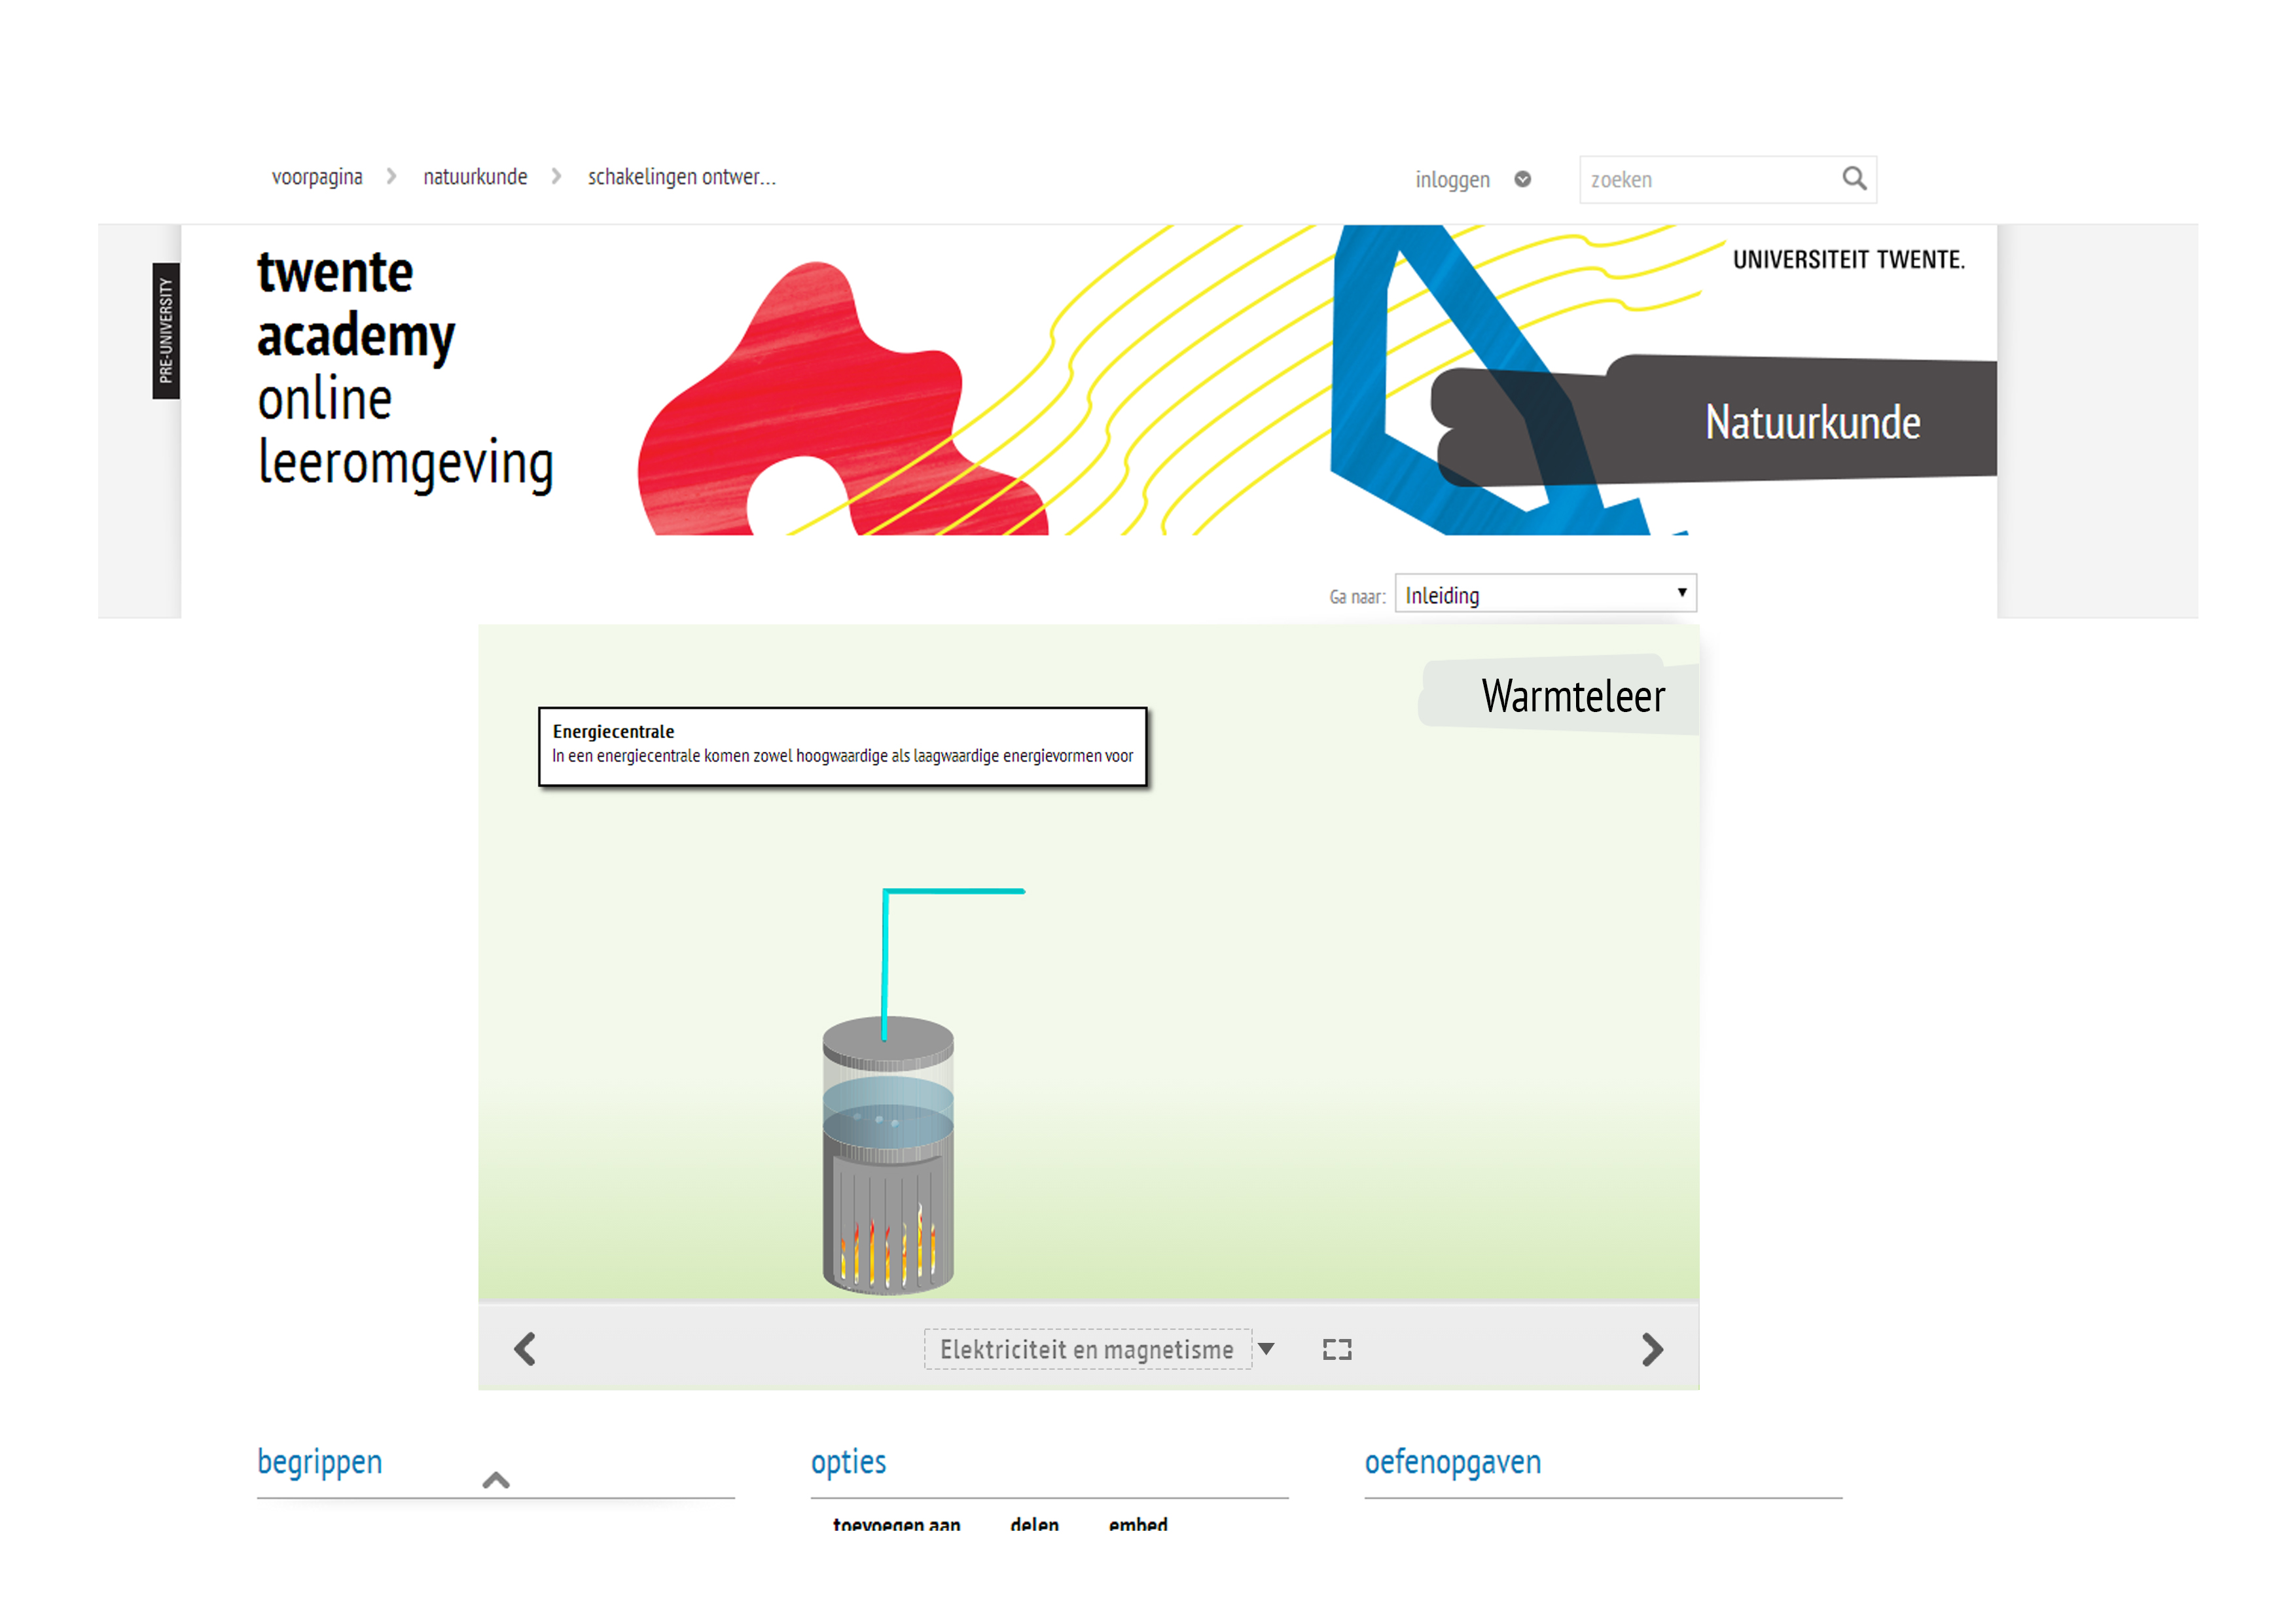 voorpagina natuurkunde schakelingen ontwer...
inloggen
zoeken
PRE-UNIVERSITY
twente
academy
online
leeromgeving
UNIVERSITEIT TWENTE.
Natuurkunde
Ga naar: Inleiding
Warmteleer
Energiecentrale
In een energiecentrale komen zowel hoogwaardige als laagwaardige energievormen voor
Elektriciteit en magnetisme
begrippen
opties
oefenopgaven
toevoegen aan delen embed